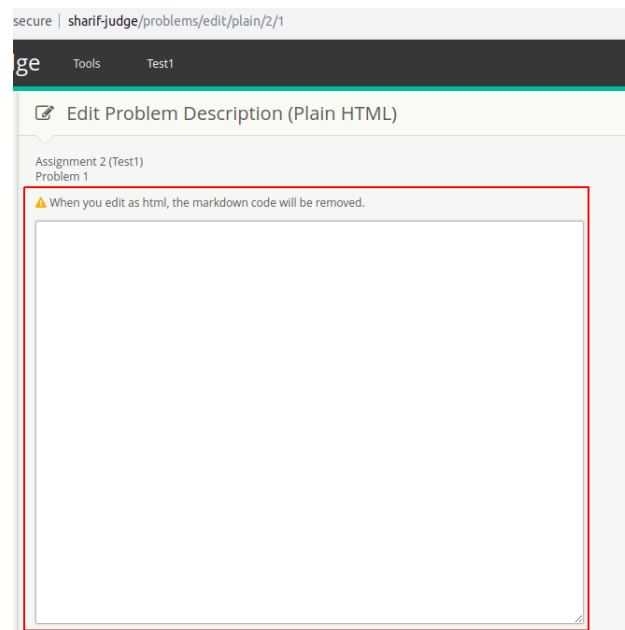 secure | sharif-judge/problems/edit/plain/2/1
ge Tools Test1
Edit Problem Description (Plain HTML)
Assignment 2 (Test1)
Problem 1
When you edit as html, the markdown code will be removed.